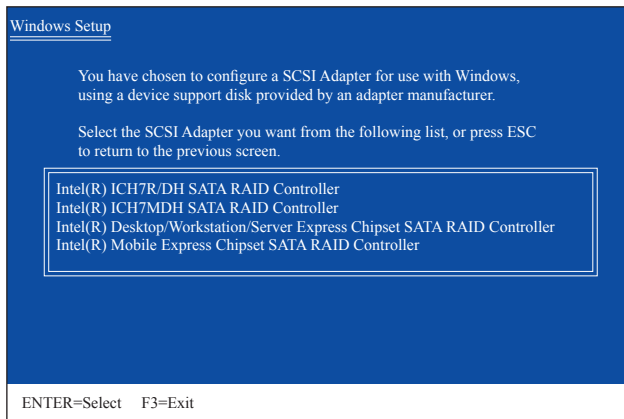 Windows Setup
You have chosen to configure a SCSI Adapter for use with Windows,
using a device support disk provided by an adapter manufacturer.
Select the SCSI Adapter you want from the following list, or press ESC
to return to the previous screen.
Intel(R) ICH7R/DH SATA RAID Controller
Intel(R) ICH7MDH SATA RAID Controller
Intel(R) Desktop/Workstation/Server Express Chipset SATA RAID Controller
Intel(R) Mobile Express Chipset SATA RAID Controller
ENTER=Select F3=Exit